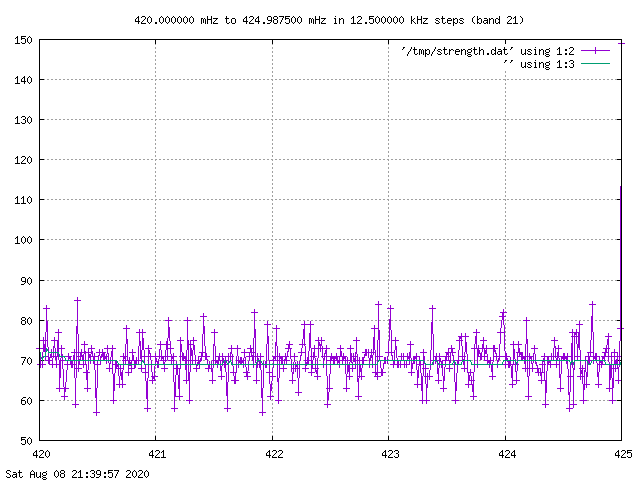 420.000000 mHz to 424.987500 mHz in 12.500000 kHz steps (band 21)
'/tmp/strength.dat' using 1:2
'' using 1:3
150
140
130
120
110
100
90
80
70
60
50
420 421 422 423 424 425
Sat Aug 08 21:39:57 2020